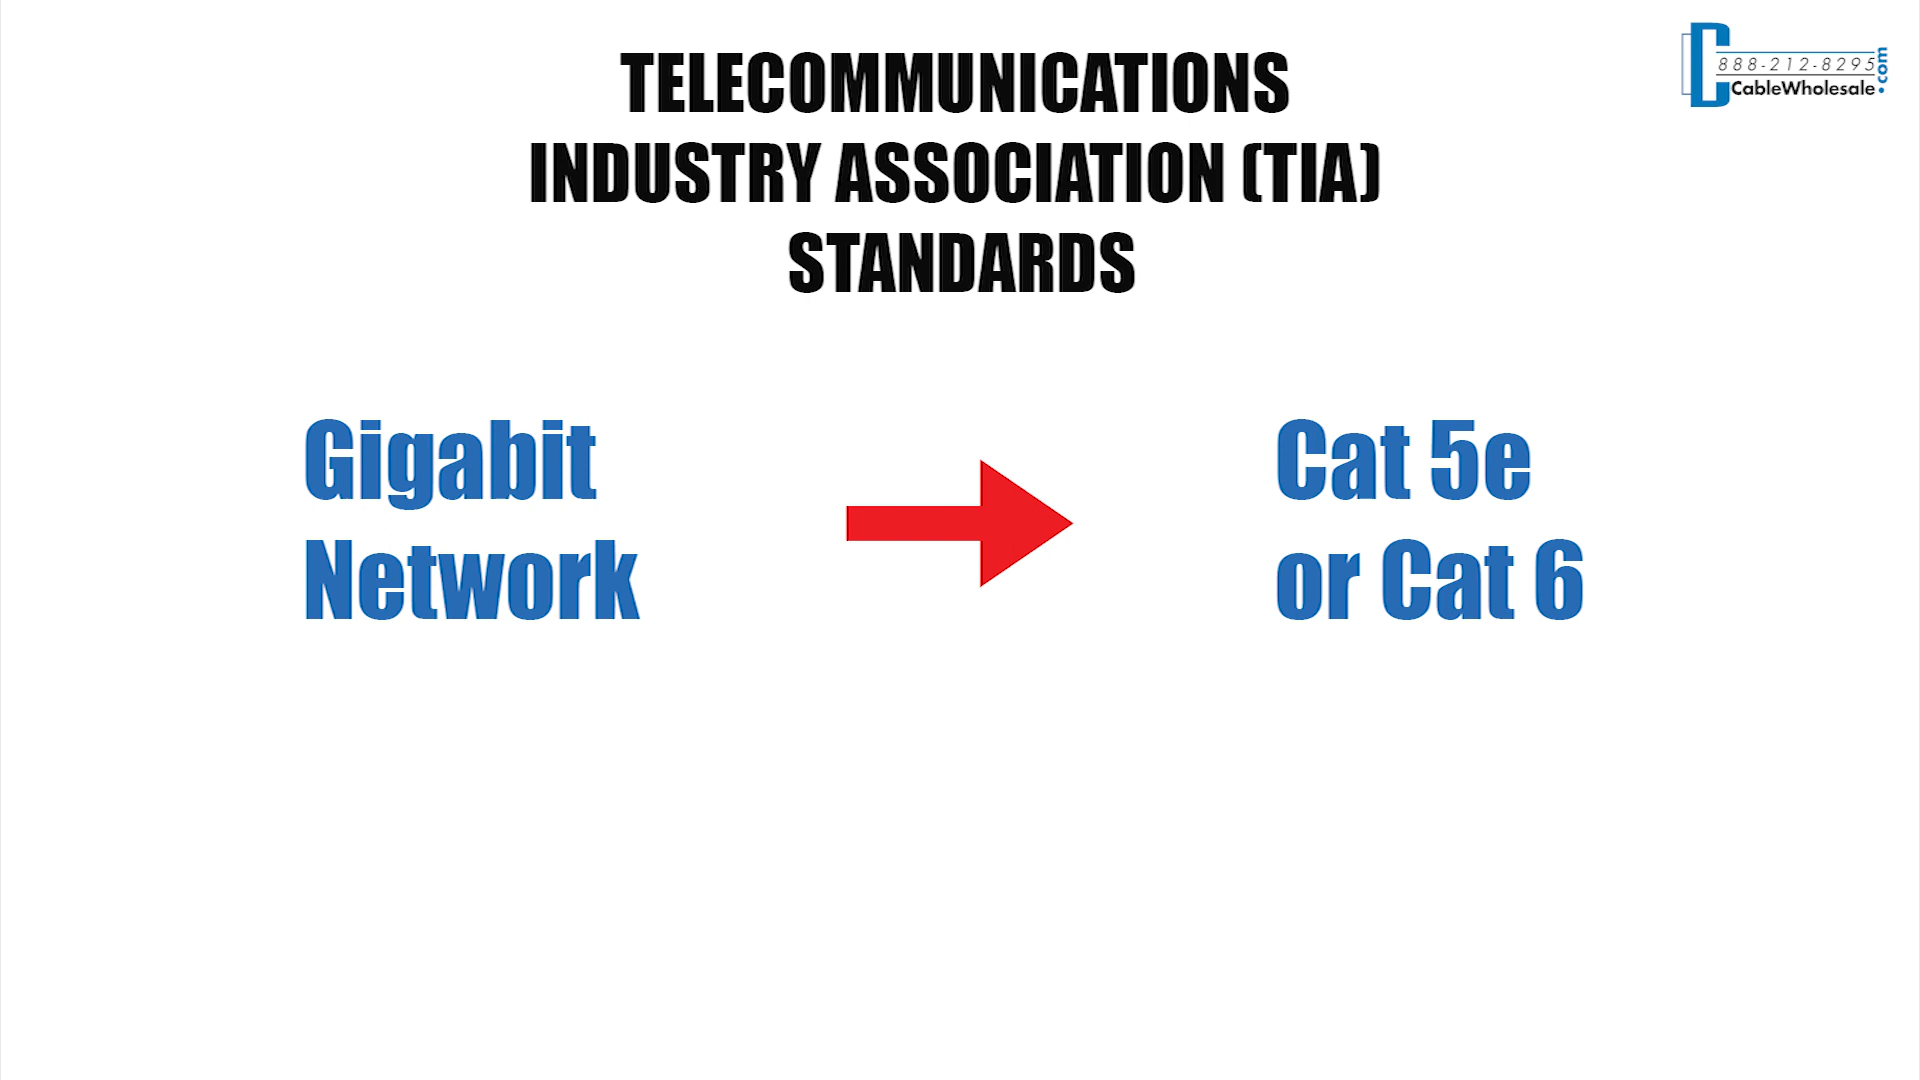 TELECOMMUNICATIONS
INDUSTRY ASSOCIATION (TIA)
STANDARDS
888-212-8295
CableWholesale.com
Gigabit
Network
Cat 5e
or Cat 6